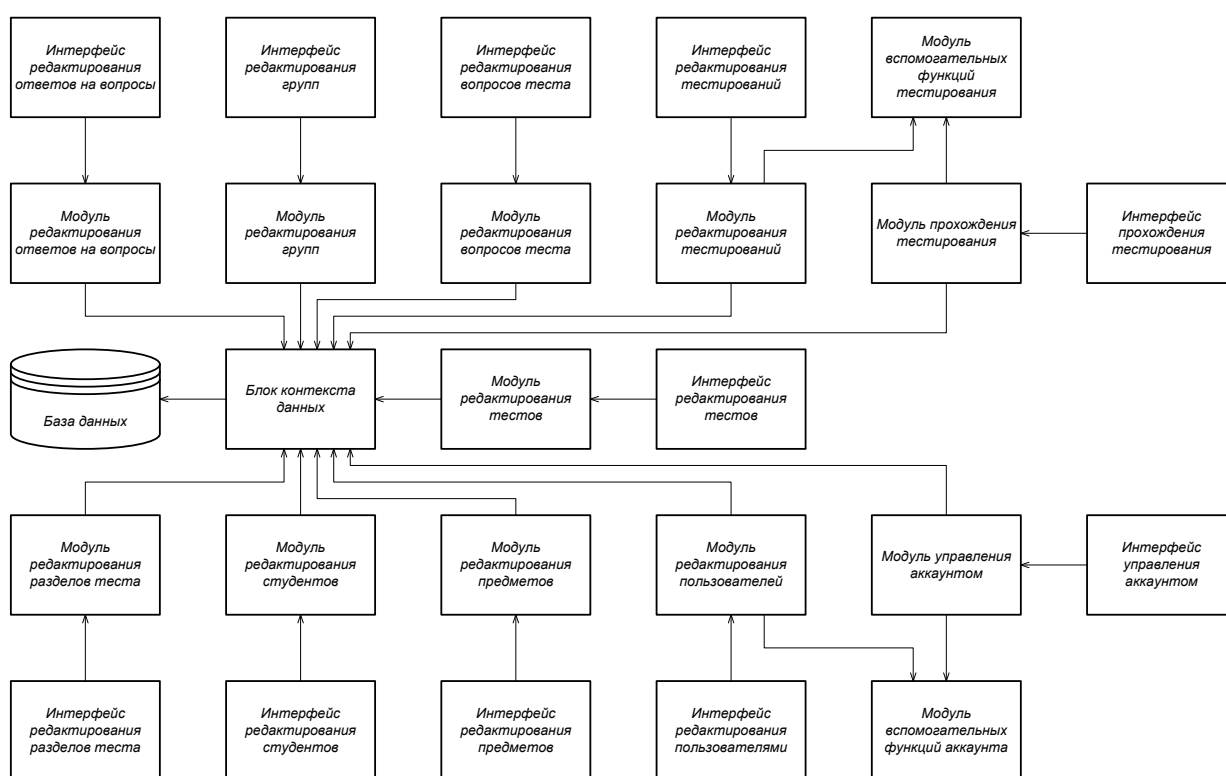 Интерфейс
редактирования
ответов на вопросы
Интерфейс
редактирования
групп
Интерфейс
редактирования
вопросов теста
Интерфейс
редактирования
тестирований
Модуль
вспомогательных
функций
тестирования
Модуль
редактирования
ответов на вопросы
Модуль
редактирования
групп
Модуль
редактирования
вопросов теста
Модуль
редактирования
тестирований
Модуль прохождения
тестирования
Интерфейс
прохождения
тестирования
База данных
Блок контекста
данных
Модуль
редактирования
тестов
Интерфейс
редактирования
тестов
Модуль
редактирования
разделов теста
Модуль
редактирования
студентов
Модуль
редактирования
предметов
Модуль
редактирования
пользователей
Модуль управления
аккаунтом
Интерфейс
управления
аккаунтом
Интерфейс
редактирования
разделов теста
Интерфейс
редактирования
студентов
Интерфейс
редактирования
предметов
Интерфейс
редактирования
пользователями
Модуль
вспомогательных
функций аккаунта